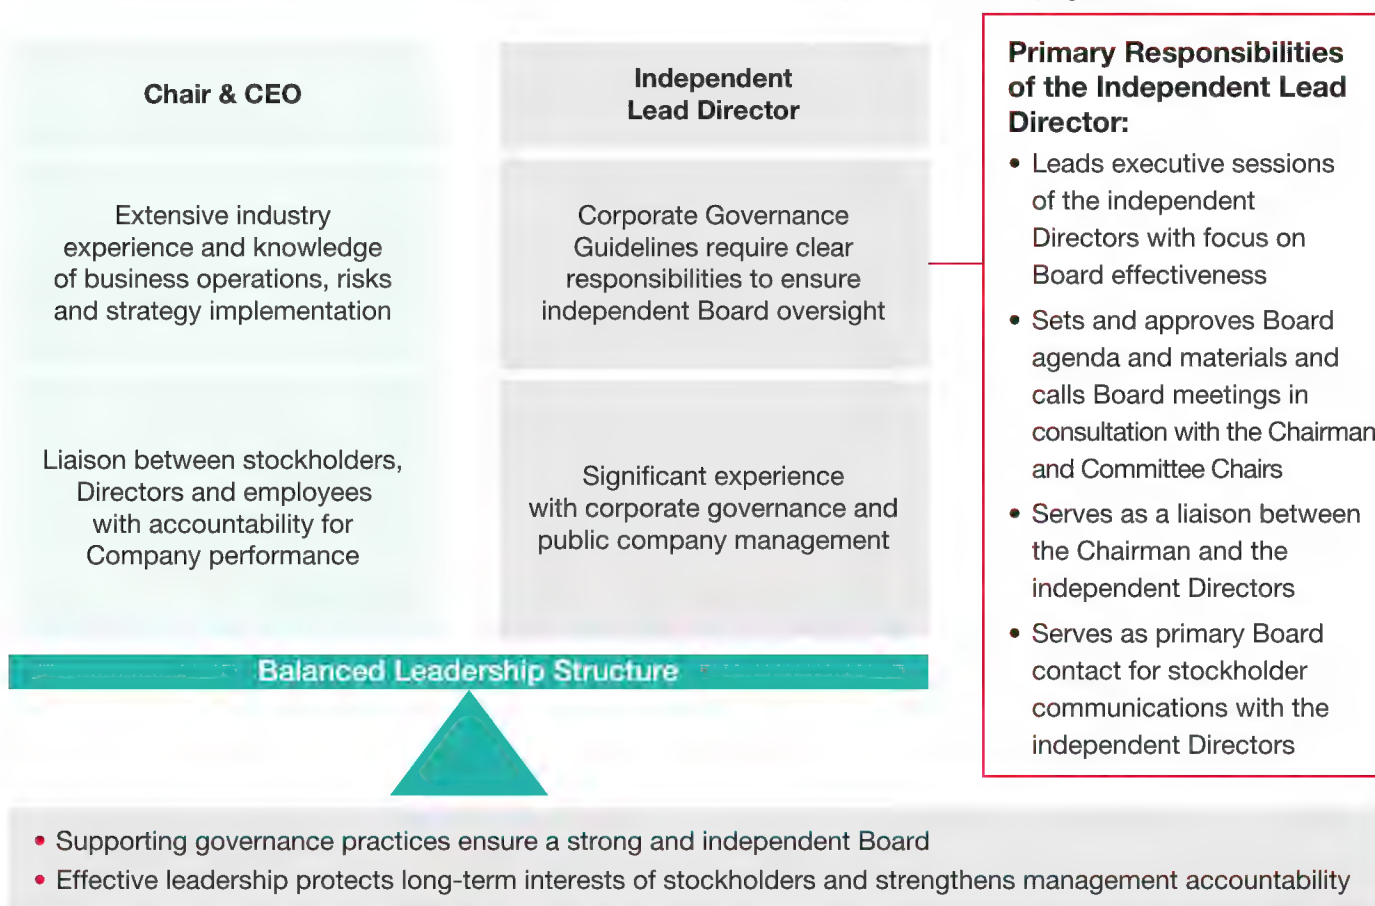 Chair & CEO
Extensive industry
experience and knowledge
of business operations, risks
and strategy implementation
Liaison between stockholders,
Directors and employees
with accountability for
Company performance
Independent
Lead Director
Corporate Governance
Guidelines require clear
responsibilities to ensure
independent Board oversight
Significant experience
with corporate governance and
public company management
Balanced Leadership Structure
Primary Responsibilities
of the Independent Lead
Director:
• Leads executive sessions
of the independent
Directors with focus on
Board effectiveness
• Sets and approves Board
agenda and materials and
calls Board meetings in
consultation with the Chairman
and Committee Chairs
• Serves as a liaison between
the Chairman and the
independent Directors
• Serves as primary Board
contact for stockholder
communications with the
independent Directors
• Supporting governance practices ensure a strong and independent Board
• Effective leadership protects long-term interests of stockholders and strengthens management accountability